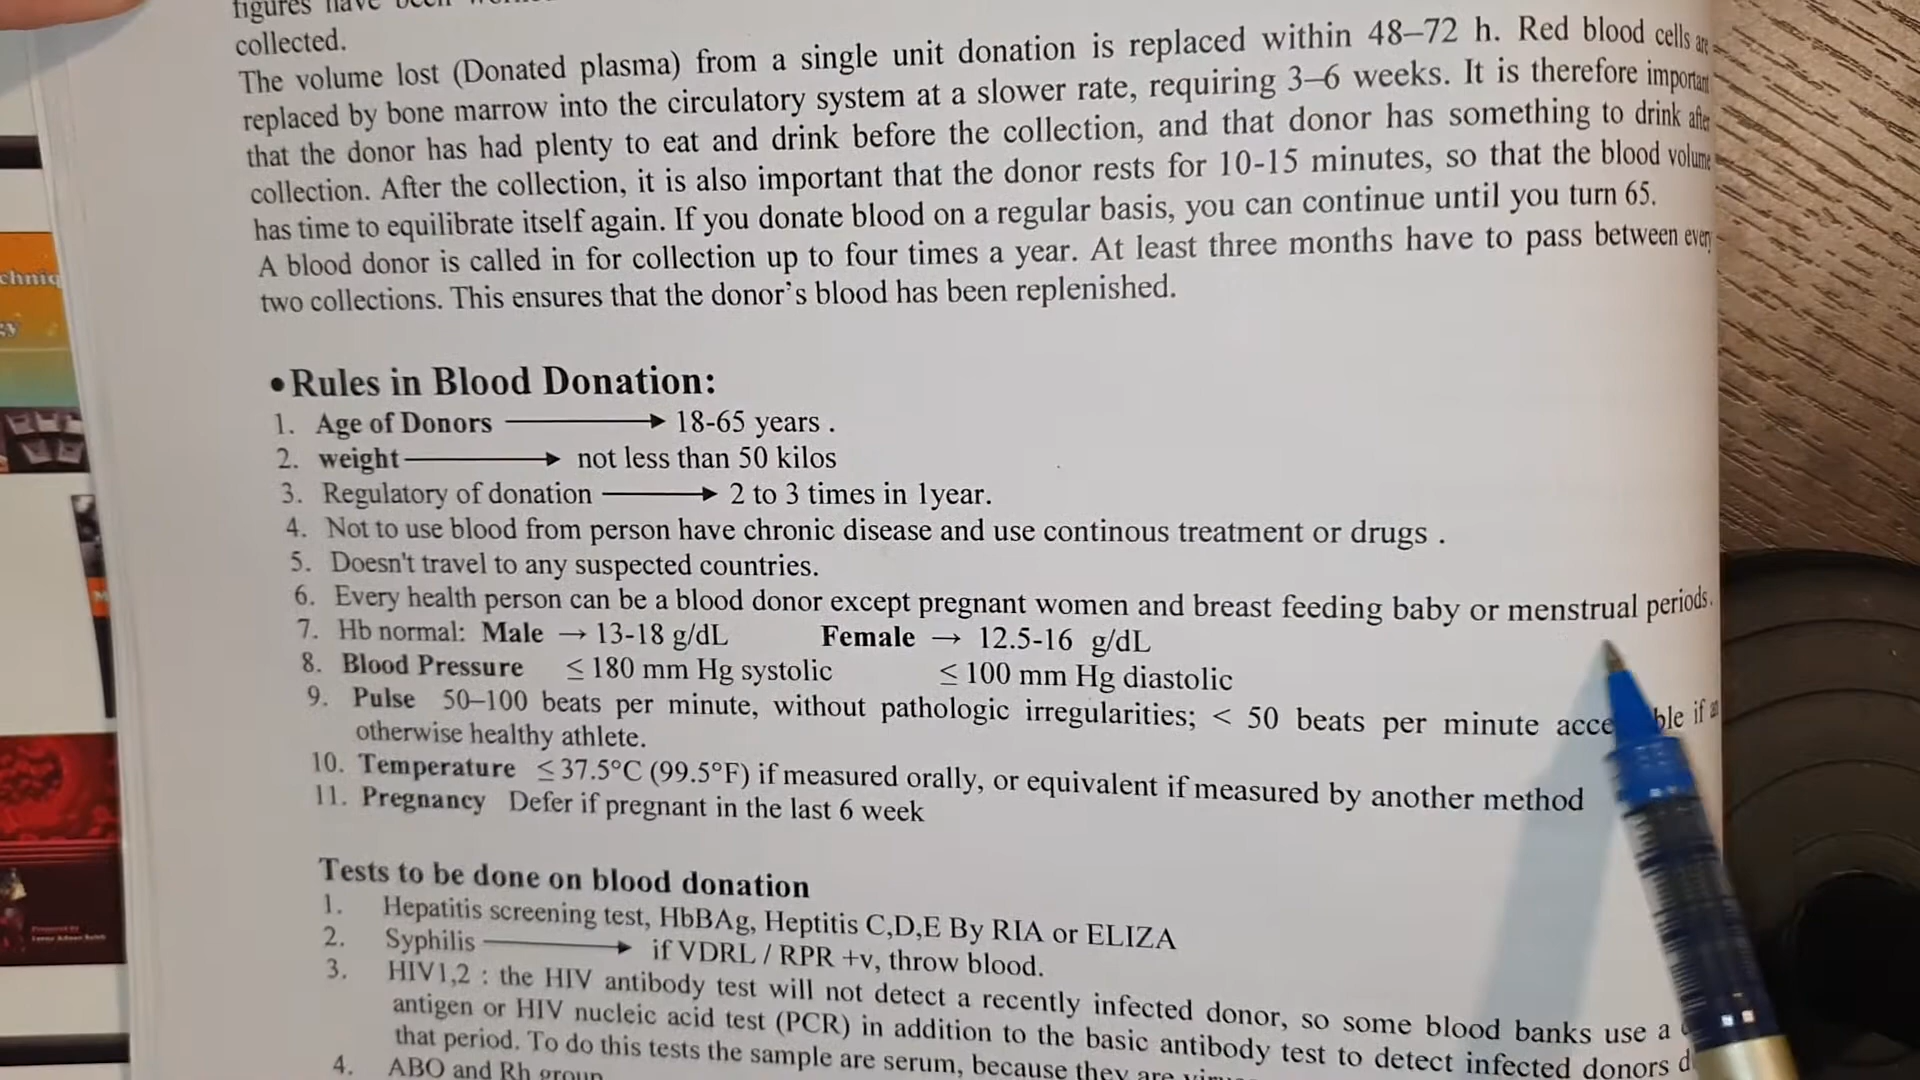 figures have been
collected.
The volume lost (Donated plasma) from a single unit donation is replaced within 48–72 h. Red blood cells are
replaced by bone marrow into the circulatory system at a slower rate, requiring 3–6 weeks. It is therefore important
that the donor has had plenty to eat and drink before the collection, and that donor has something to drink after
collection. After the collection, it is also important that the donor rests for 10-15 minutes, so that the blood volume
has time to equilibrate itself again. If you donate blood on a regular basis, you can continue until you turn 65.
A blood donor is called in for collection up to four times a year. At least three months have to pass between every
two collections. This ensures that the donor's blood has been replenished.
• Rules in Blood Donation:
1. Age of Donors → 18-65 years .
2. weight → not less than 50 kilos
3. Regulatory of donation → 2 to 3 times in 1year.
4. Not to use blood from person have chronic disease and use continous treatment or drugs .
5. Doesn't travel to any suspected countries.
6. Every health person can be a blood donor except pregnant women and breast feeding baby or menstrual periods.
7. Hb normal: Male → 13-18 g/dL Female → 12.5-16 g/dL
8. Blood Pressure ≤ 180 mm Hg systolic ≤ 100 mm Hg diastolic
9. Pulse 50–100 beats per minute, without pathologic irregularities; < 50 beats per minute if
otherwise healthy athlete.
10. Temperature ≤ 37.5°C (99.5°F) if measured orally, or equivalent if measured by another method
11. Pregnancy Defer if pregnant in the last 6 week
Tests to be done on blood donation
1. Hepatitis screening test, HbBAg, Heptitis C,D,E By RIA or ELIZA
2. Syphilis → if VDRL / RPR +v, throw blood.
3. HIV1,2 : the HIV antibody test will not detect a recently infected donor, so some blood banks use a
antigen or HIV nucleic acid test (PCR) in addition to the basic antibody test to detect infected donors
that period. To do this tests the sample are serum, because they are
4. ABO and Rh group